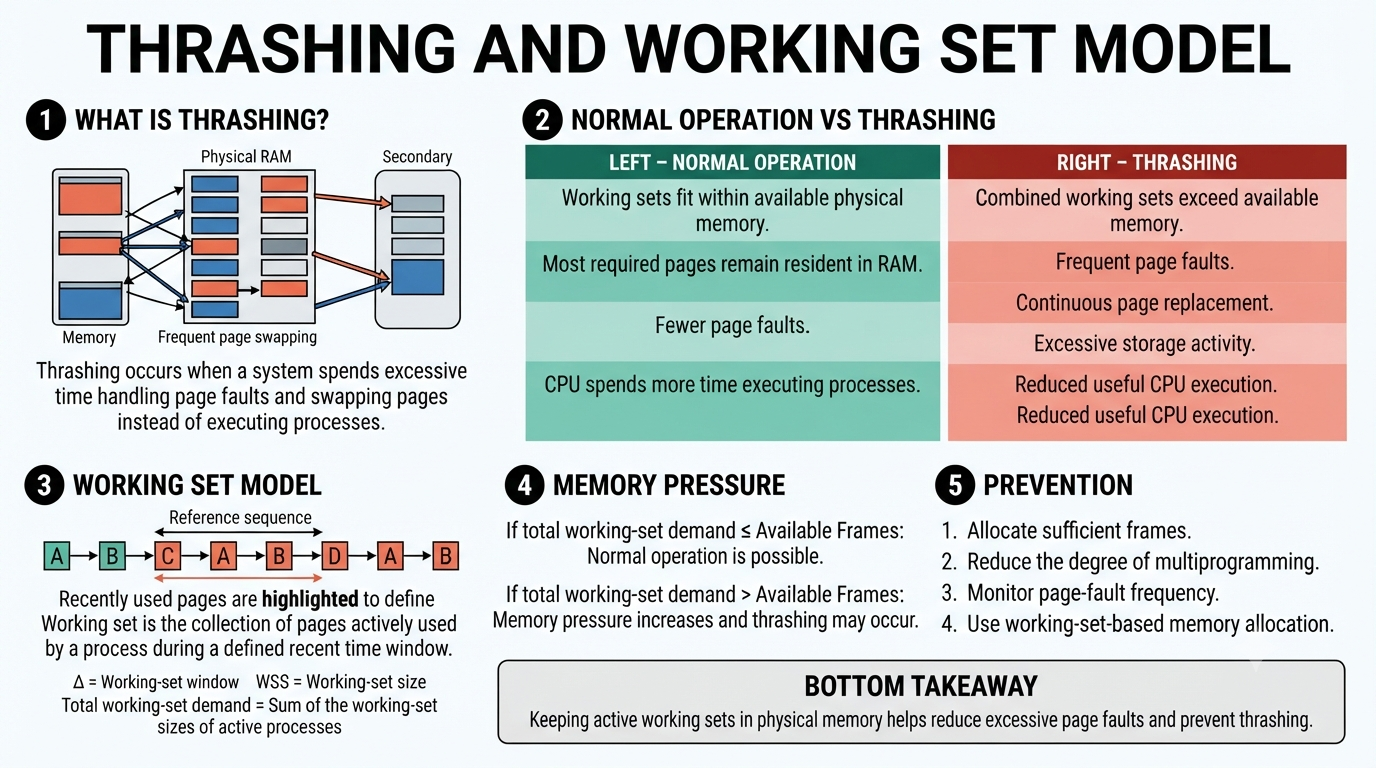 THRASHING AND WORKING SET MODEL
1 WHAT IS THRASHING?
Physical RAM
Secondary
Memory
Frequent page swapping
Thrashing occurs when a system spends excessive
time handling page faults and swapping pages
instead of executing processes.
2 NORMAL OPERATION VS THRASHING
LEFT – NORMAL OPERATION
Working sets fit within available physical
memory.
Most required pages remain resident in RAM.
Fewer page faults.
CPU spends more time executing processes.
RIGHT – THRASHING
Combined working sets exceed available
memory.
Frequent page faults.
Continuous page replacement.
Excessive storage activity.
Reduced useful CPU execution.
Reduced useful CPU execution.
3 WORKING SET MODEL
Reference sequence
A B C A B D A B
Recently used pages are highlighted to define
Working set is the collection of pages actively used
by a process during a defined recent time window.
Δ = Working-set window WSS = Working-set size
Total working-set demand = Sum of the working-set
sizes of active processes
4 MEMORY PRESSURE
If total working-set demand ≤ Available Frames:
Normal operation is possible.
If total working-set demand > Available Frames:
Memory pressure increases and thrashing may occur.
5 PREVENTION
1. Allocate sufficient frames.
2. Reduce the degree of multiprogramming.
3. Monitor page-fault frequency.
4. Use working-set-based memory allocation.
BOTTOM TAKEAWAY
Keeping active working sets in physical memory helps reduce excessive page faults and prevent thrashing.